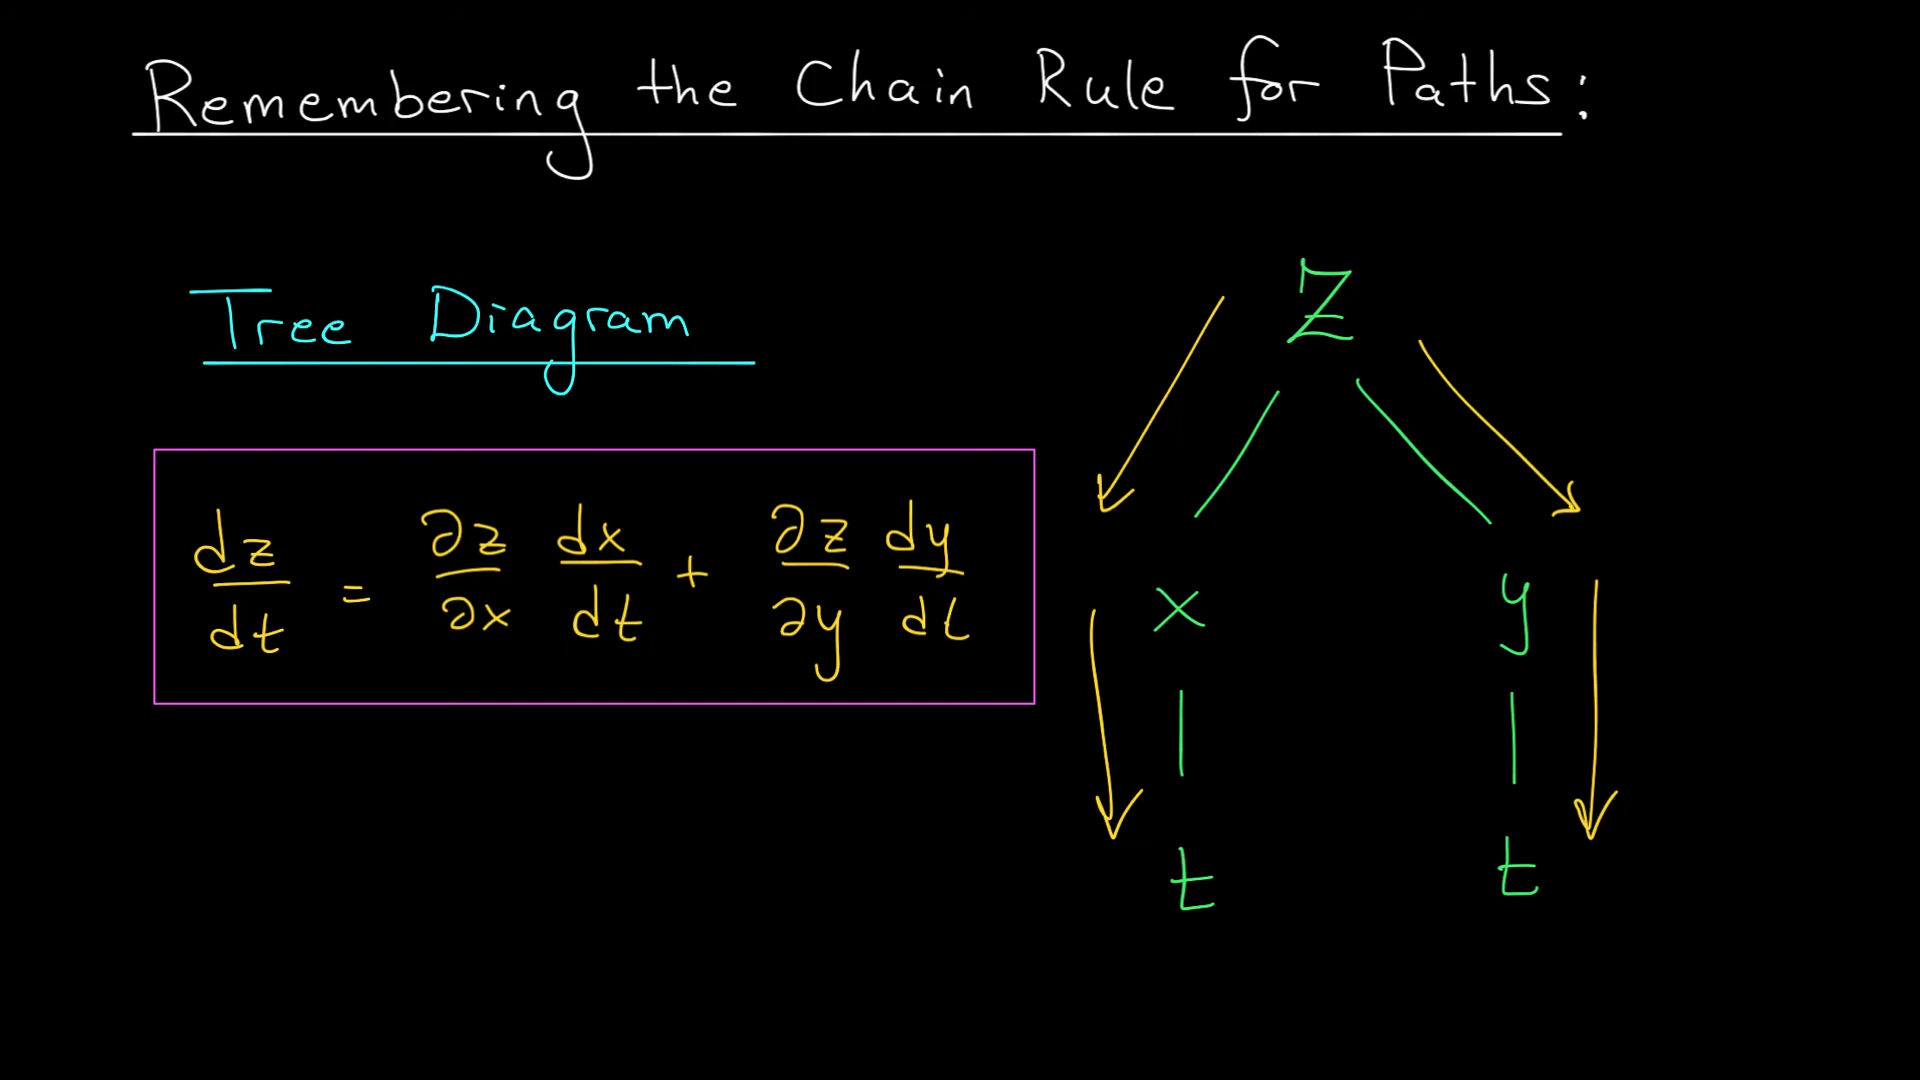 Remembering the Chain Rule for Paths:
Tree Diagram
dz/dt = ∂z/∂x dx/dt + ∂z/∂y dy/dt
Z
x y
t t